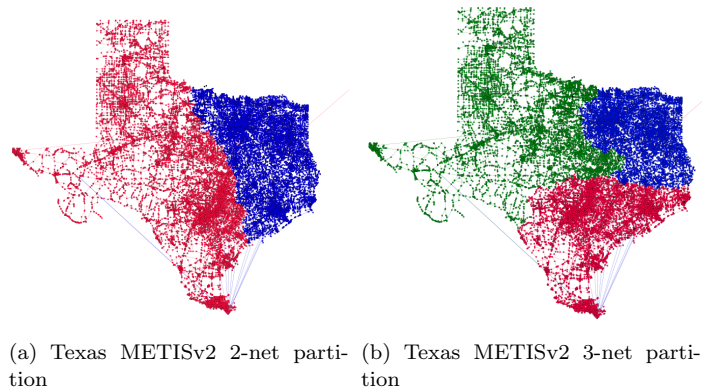 (a) Texas METISv2 2-net parti-
tion
(b) Texas METISv2 3-net parti-
tion